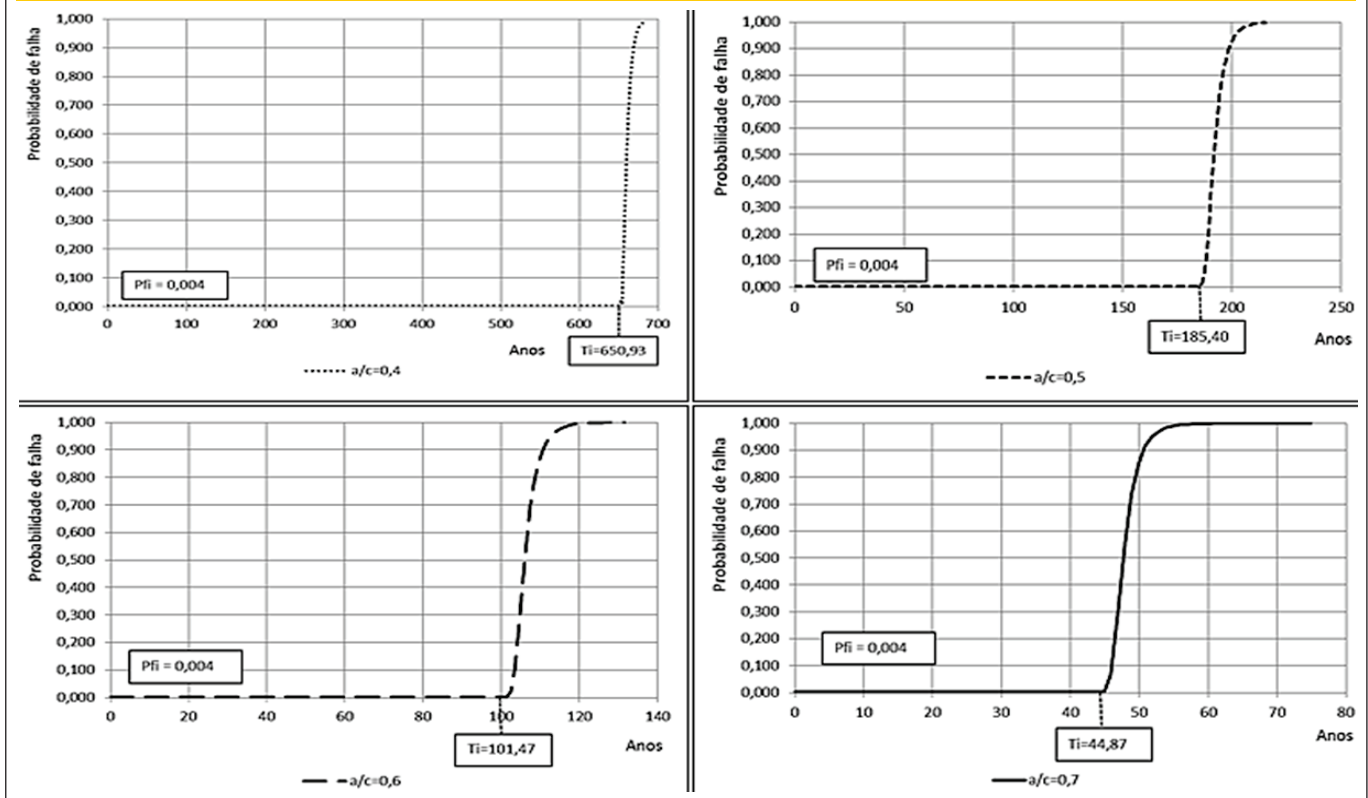 Probabilidade de falha
1,000
0,900
0,800
0,700
0,600
0,500
0,400
0,300
0,200
0,100
0,000
Pfi = 0,004
0 100 200 300 400 500 600 700
Anos
Ti=650,93
a/c=0,4
Probabilidade de falha
1,000
0,900
0,800
0,700
0,600
0,500
0,400
0,300
0,200
0,100
0,000
Pfi = 0,004
0 50 100 150 200 250
Ti=185,40
Anos
a/c=0,5
Probabilidade de falha
1,000
0,900
0,800
0,700
0,600
0,500
0,400
0,300
0,200
0,100
0,000
Pfi = 0,004
0 20 40 60 80 100 120 140
Ti=101,47
Anos
a/c=0,6
Probabilidade de falha
1,000
0,900
0,800
0,700
0,600
0,500
0,400
0,300
0,200
0,100
0,000
Pfi = 0,004
0 10 20 30 40 50 60 70 80
Ti=44,87
Anos
a/c=0,7